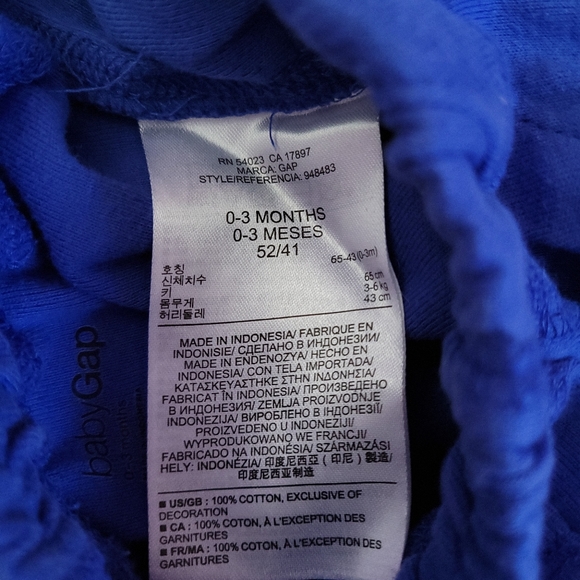 RN 54023 CA 17897
MARCA: GAP
STYLE/REFERENCIA: 948483
0-3 MONTHS
0-3 MESES
52/41
호칭 65-43 (0-3m)
신체치수
키 65 cm
몸무게 3-6 kg
허리둘레 43 cm
MADE IN INDONESIA/ FABRIQUE EN
INDONISIE/ СДЕЛАНО В ИНДОНЕЗИИ/
MADE IN ENDENOZYA/ HECHO EN
INDONESIA/ CON TELA IMPORTADA/
ΚΑΤΑΣΚΕΥΑΣΤΗΚΕ ΣΤΗΝ ΙΝΔΟΝΗΣΙΑ/
FABRICAT ÎN INDONEZIA/ ПРОИЗВЕДЕНО
В ИНДОНЕЗИЯ/ ZEMLJA PROIZVODNJE
INDONEZIJA/ ВИРОБЛЕНО В ІНДОНЕЗІЇ/
PROIZVEDENO U INDONEZIJI/
WYPRODUKOWANO WE FRANCJI/
FABRICADO NA INDONÉSIA/ SZÁRMAZÁSI
HELY: INDONÉZIA/ 印度尼西亞（印尼）製造/
印度尼西亚制造
■ US/GB : 100% COTTON, EXCLUSIVE OF
DECORATION
■ CA : 100% COTON, À L'EXCEPTION DES
GARNITURES
■ FR/MA : 100% COTON, À L'EXCEPTION DES
GARNITURES
babyGap